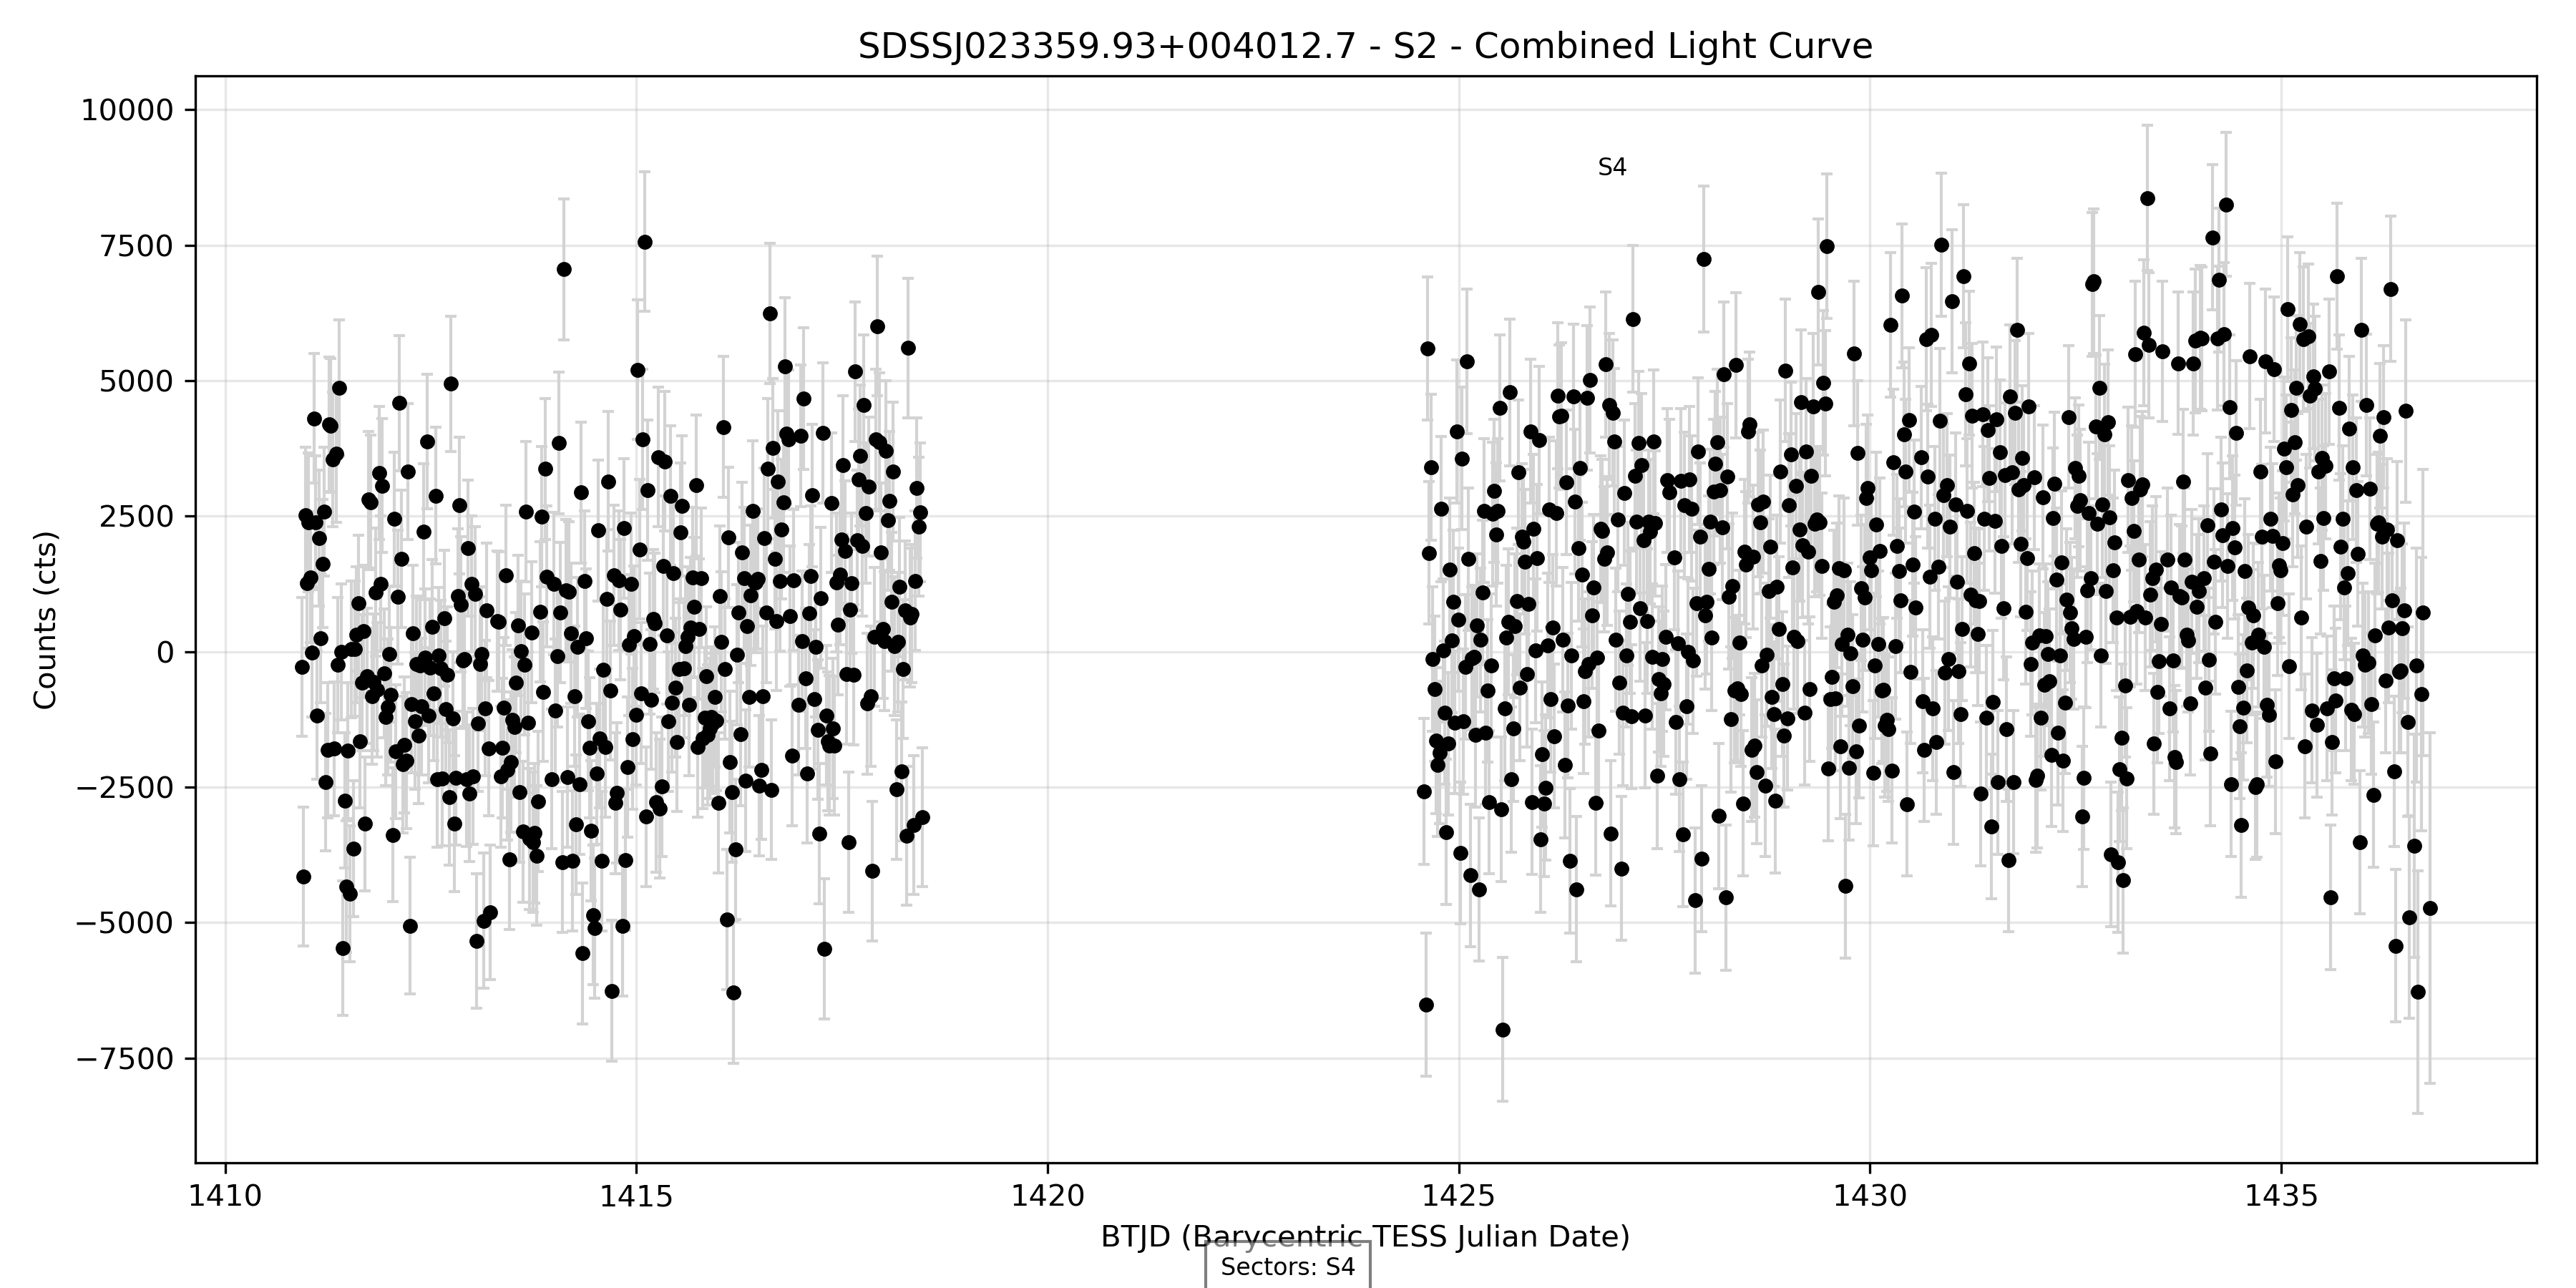 SDSSJ023359.93+004012.7 - S2 - Combined Light Curve
10000
7500
5000
2500
0
−2500
−5000
−7500
Counts (cts)
S4
1410 1415 1420 1425 1430 1435
BTJD (Barycentric TESS Julian Date)
Sectors: S4